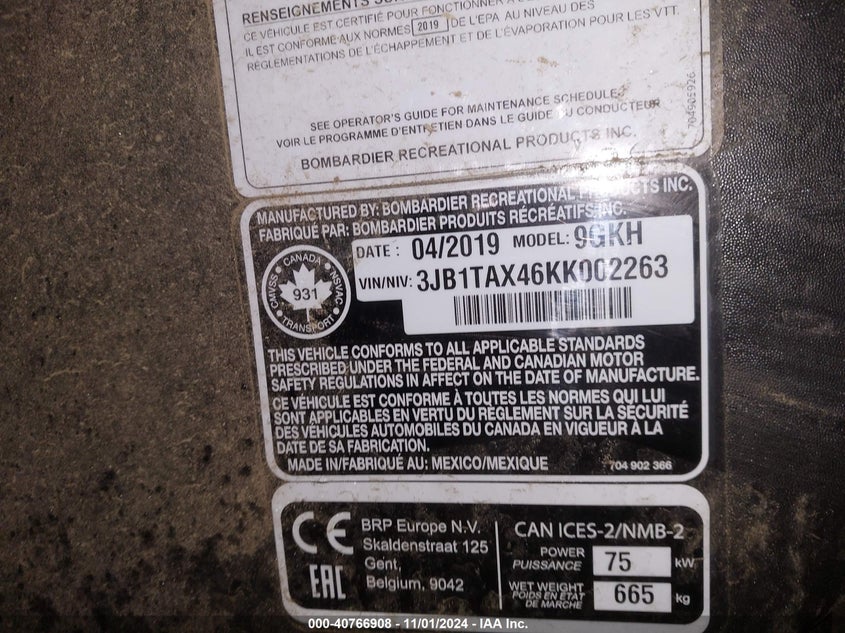 RENSEIGNEMENTS
CE VÉHICULE EST CERTIFIÉ POUR FONCTIONNER À
IL EST CONFORME AUX NORMES 2019 DE L'EPA AU NIVEAU DES
RÉGLEMENTATIONS DE L'ÉCHAPPEMENT ET DE L'ÉVAPORATION POUR LES VTT.
SEE OPERATOR'S GUIDE FOR MAINTENANCE SCHEDULE.
VOIR LE PROGRAMME D'ENTRETIEN DANS LE GUIDE DU CONDUCTEUR
BOMBARDIER RECREATIONAL PRODUCTS INC.
704905926
MANUFACTURED BY: BOMBARDIER RECREATIONAL PRODUCTS INC.
FABRIQUÉ PAR: BOMBARDIER PRODUITS RÉCRÉATIFS INC.
DATE : 04/2019 MODEL: 9GKH
VIN/NIV: 3JB1TAX46KK002263
CANADA
CMVSS
NSVAC
931
TRANSPORT
THIS VEHICLE CONFORMS TO ALL APPLICABLE STANDARDS
PRESCRIBED UNDER THE FEDERAL AND CANADIAN MOTOR
SAFETY REGULATIONS IN AFFECT ON THE DATE OF MANUFACTURE.
CE VÉHICULE EST CONFORME À TOUTES LES NORMES QUI LUI
SONT APPLICABLES EN VERTU DU RÈGLEMENT SUR LA SÉCURITÉ
DES VÉHICULES AUTOMOBILES DU CANADA EN VIGUEUR À LA
DATE DE SA FABRICATION.
MADE IN/FABRIQUÉ AU: MEXICO/MEXIQUE
704 902 366
CE
EAC
BRP Europe N.V.
Skaldenstraat 125
Gent,
Belgium, 9042
CAN ICES-2/NMB-2
POWER
PUISSANCE 75 kW
WET WEIGHT
POIDS EN ÉTAT
DE MARCHE 665 kg
000-40766908 - 11/01/2024 - IAA Inc.